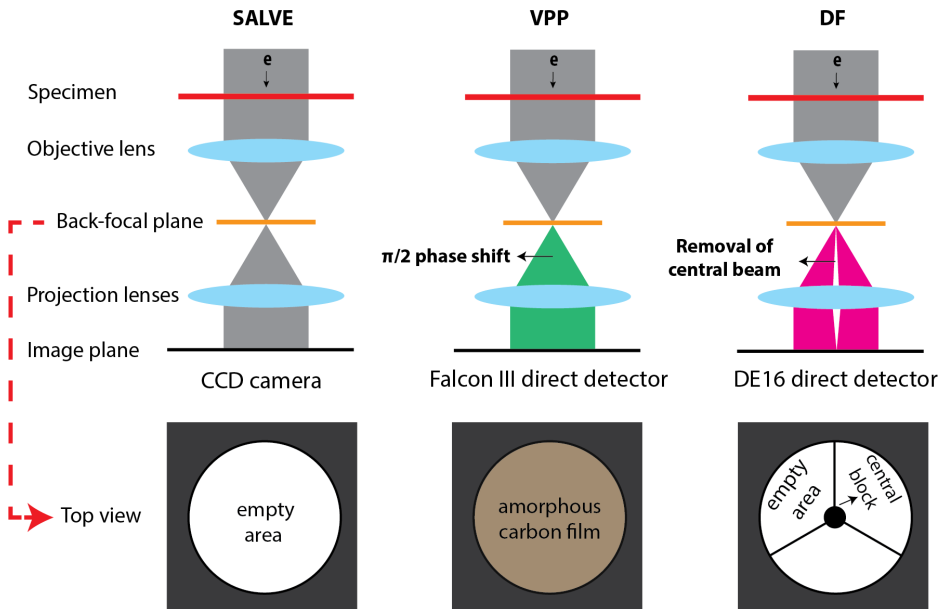 SALVE
VPP
DF
e
e
e
Specimen
Objective lens
Back-focal plane
π/2 phase shift
Removal of
central beam
Projection lenses
Image plane
CCD camera
Falcon III direct detector
DE16 direct detector
Top view
empty
area
amorphous
carbon film
empty
area
central
block